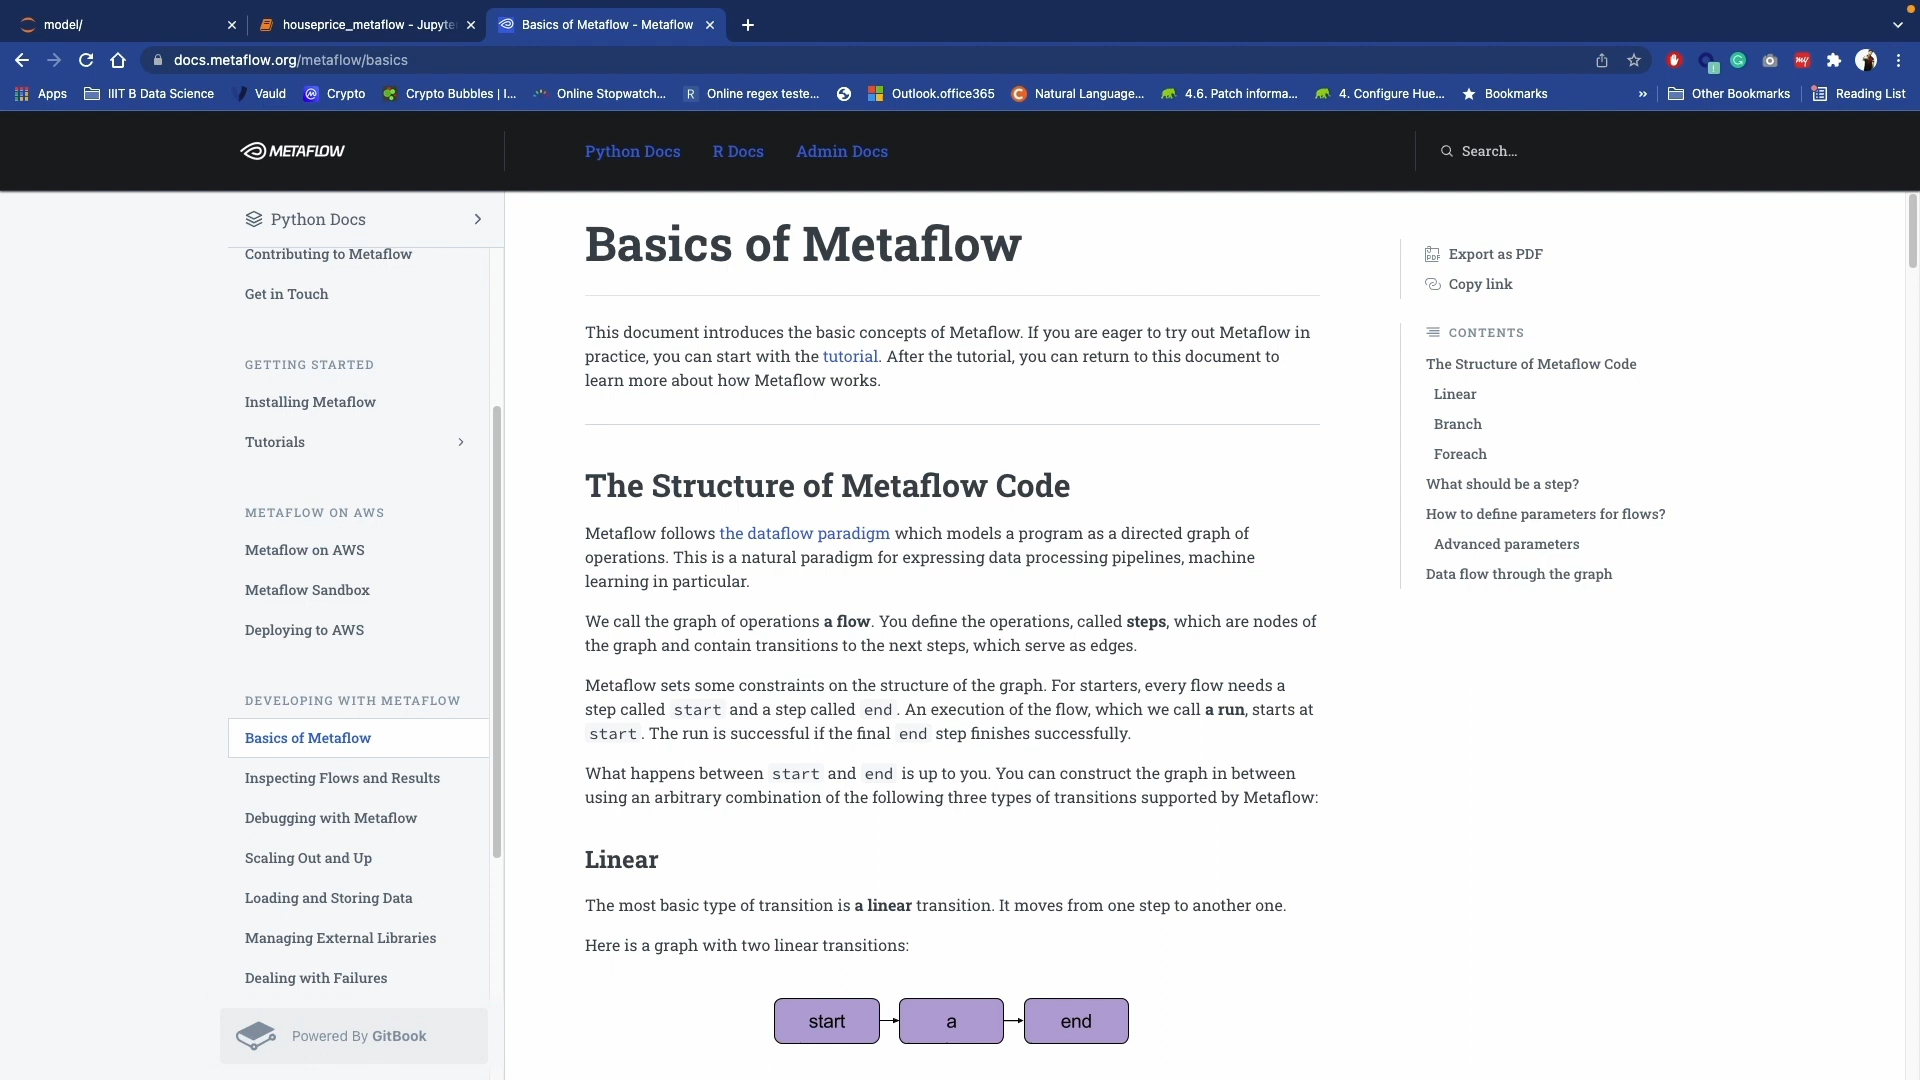 model/
houseprice_metaflow - Jupyte
Basics of Metaflow - Metaflow
docs.metaflow.org/metaflow/basics
Apps
IIIT B Data Science
Vauld
Crypto
Crypto Bubbles | I...
Online Stopwatch...
R
Online regex teste...
Outlook.office365
Natural Language...
4.6. Patch informa...
4. Configure Hue...
Bookmarks
»
Other Bookmarks
Reading List
METAFLOW
Python Docs
R Docs
Admin Docs
Search...
Python Docs
Contributing to Metaflow
Get in Touch
GETTING STARTED
Installing Metaflow
Tutorials
METAFLOW ON AWS
Metaflow on AWS
Metaflow Sandbox
Deploying to AWS
DEVELOPING WITH METAFLOW
Basics of Metaflow
Inspecting Flows and Results
Debugging with Metaflow
Scaling Out and Up
Loading and Storing Data
Managing External Libraries
Dealing with Failures
Powered By GitBook
Basics of Metaflow
This document introduces the basic concepts of Metaflow. If you are eager to try out Metaflow in
practice, you can start with the tutorial. After the tutorial, you can return to this document to
learn more about how Metaflow works.
The Structure of Metaflow Code
Metaflow follows the dataflow paradigm which models a program as a directed graph of
operations. This is a natural paradigm for expressing data processing pipelines, machine
learning in particular.
We call the graph of operations a flow. You define the operations, called steps, which are nodes of
the graph and contain transitions to the next steps, which serve as edges.
Metaflow sets some constraints on the structure of the graph. For starters, every flow needs a
step called start and a step called end. An execution of the flow, which we call a run, starts at
start. The run is successful if the final end step finishes successfully.
What happens between start and end is up to you. You can construct the graph in between
using an arbitrary combination of the following three types of transitions supported by Metaflow:
Linear
The most basic type of transition is a linear transition. It moves from one step to another one.
Here is a graph with two linear transitions:
start
a
end
Export as PDF
Copy link
CONTENTS
The Structure of Metaflow Code
Linear
Branch
Foreach
What should be a step?
How to define parameters for flows?
Advanced parameters
Data flow through the graph